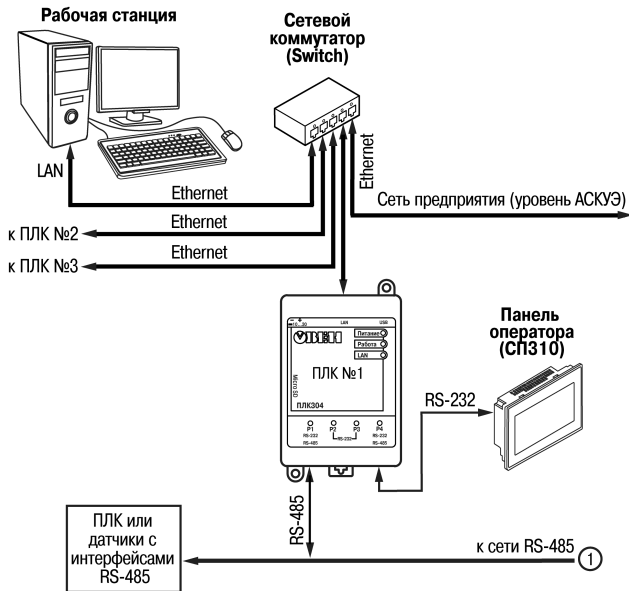 Рабочая станция
Сетевой
коммутатор
(Switch)
LAN
Ethernet
Ethernet
Сеть предприятия (уровень АСКУЭ)
Ethernet
к ПЛК №2
Ethernet
к ПЛК №3
Панель
оператора
(СП310)
10...30
LAN
USB
ОВЕН
Питание
Работа
LAN
ПЛК №1
Micro SD
ПЛК304
P1 P2 P3 P4
RS-232
RS-485
RS-232
RS-232
RS-485
RS-232
RS-485
ПЛК или
датчики с
интерфейсами
RS-485
к сети RS-485
1